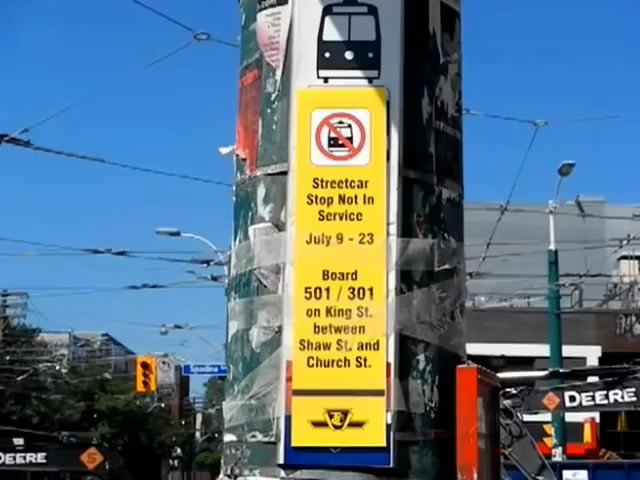 Streetcar
Stop Not In
Service
July 9 - 23
Board
501 / 301
on King St.
between
Shaw St. and
Church St.
Spadina
DEERE
DEERE